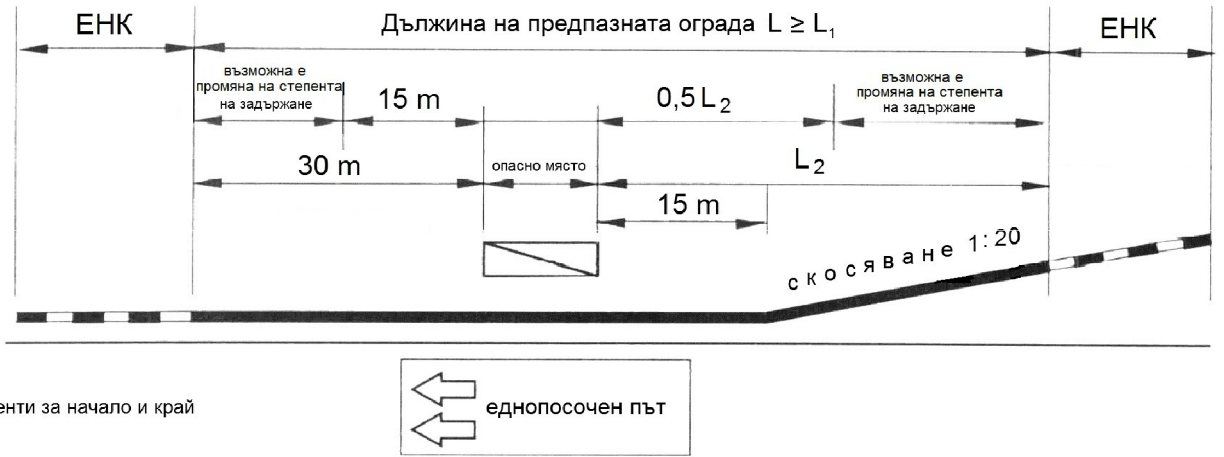 ЕНК
Дължина на предпазната ограда L ≥ L₁
ЕНК
възможна е
промяна на степента
на задържане
15 m
0,5 L₂
възможна е
промяна на степента
на задържане
30 m
опасно място
L₂
15 m
скосяване 1:20
енти за начало и край
еднопосочен път